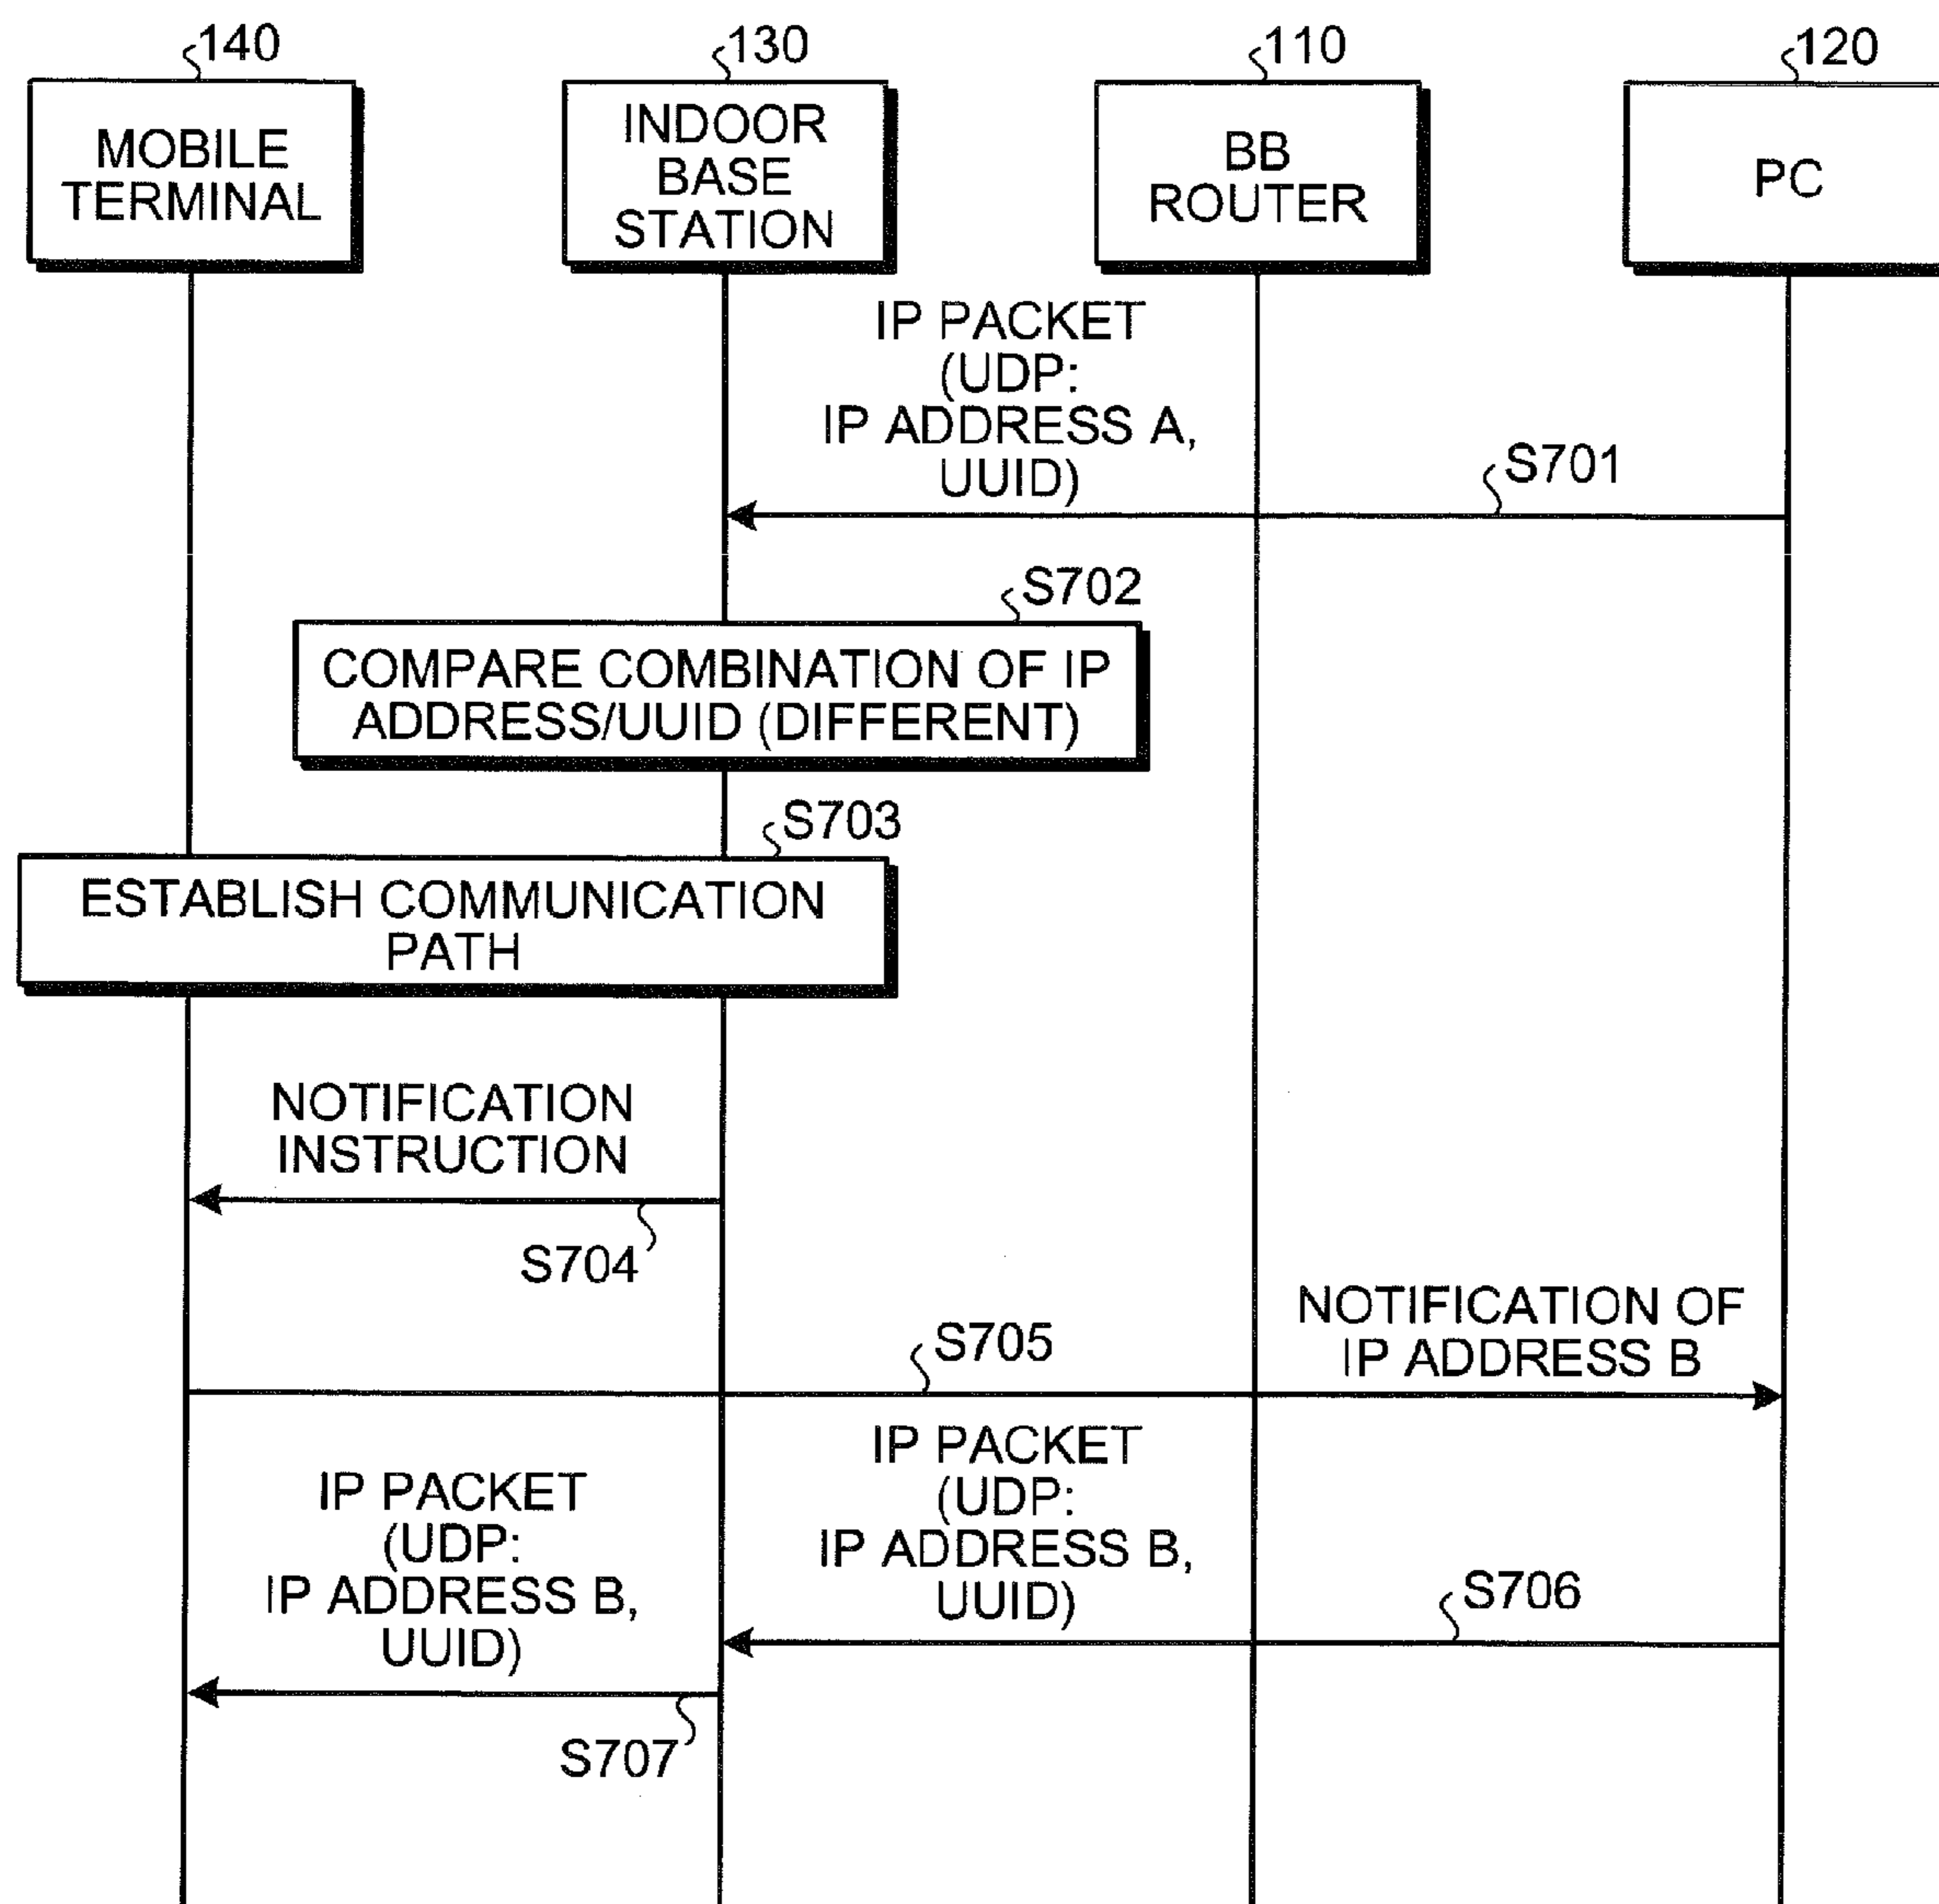 140
130
110
120
MOBILE
TERMINAL
INDOOR
BASE
STATION
BB
ROUTER
PC
IP PACKET
(UDP:
IP ADDRESS A,
UUID)
S701
S702
COMPARE COMBINATION OF IP
ADDRESS/UUID (DIFFERENT)
S703
ESTABLISH COMMUNICATION
PATH
NOTIFICATION
INSTRUCTION
S704
S705
NOTIFICATION OF
IP ADDRESS B
IP PACKET
(UDP:
IP ADDRESS B,
UUID)
S706
IP PACKET
(UDP:
IP ADDRESS B,
UUID)
S707